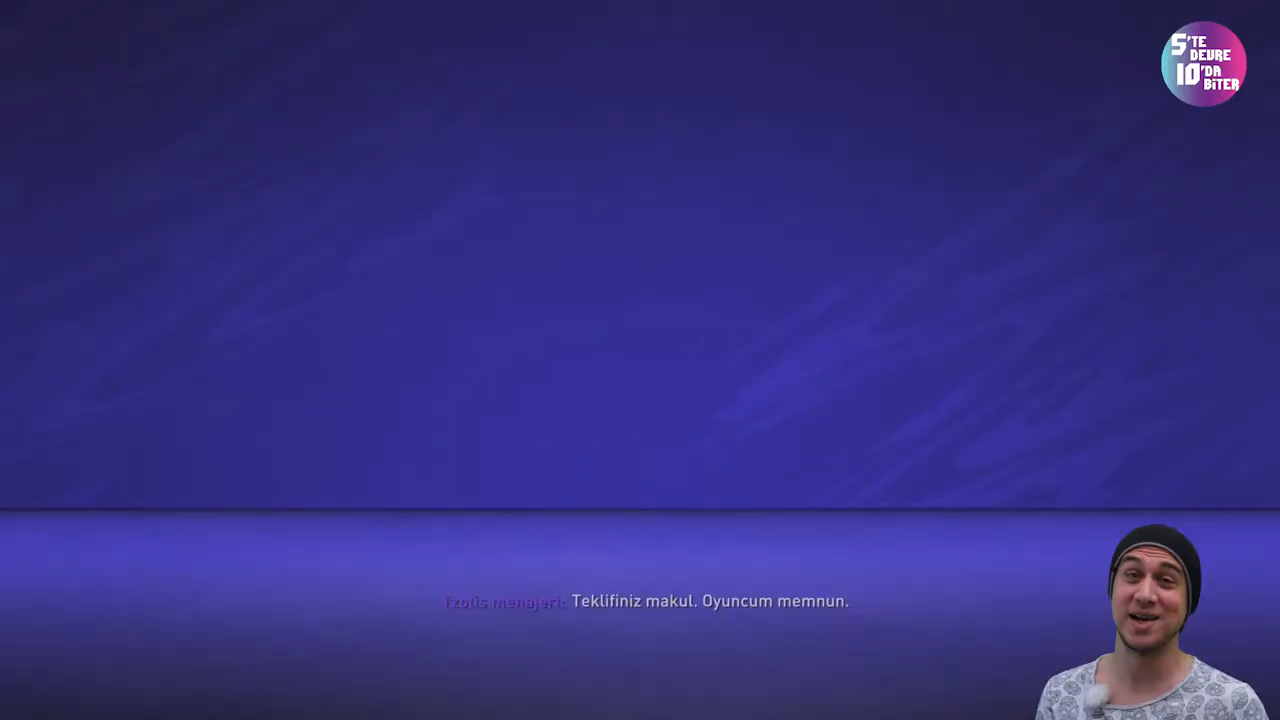 5'TE
DEVRE
10'DA
BİTER
Tzolis menajeri: Teklifiniz makul. Oyuncum memnun.